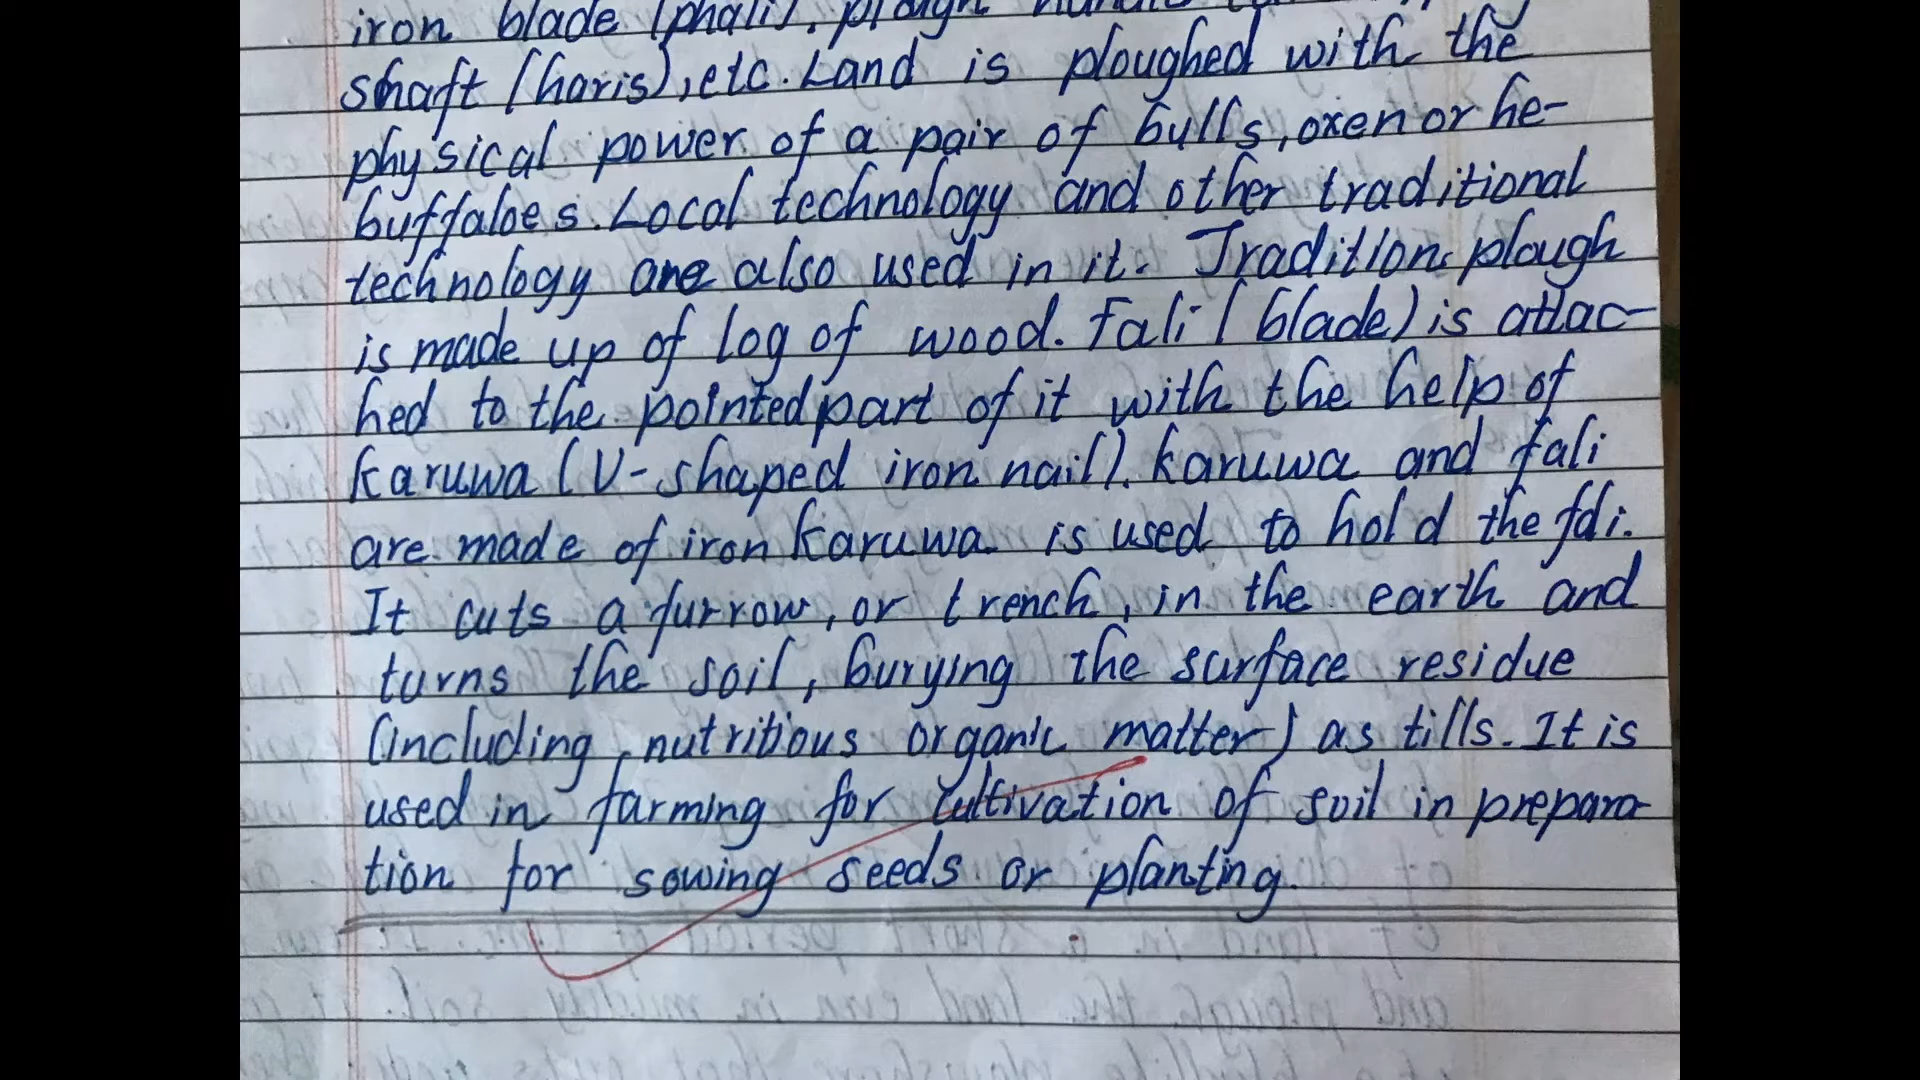 iron blade (phali), plough handle
shaft (haris), etc. Land is ploughed with the
physical power of a pair of bulls, oxen or he-
buffaloes. Local technology and other traditional
technology are also used in it. Tradition plough
is made up of log of wood. Fali (blade) is attac-
hed to the pointed part of it with the help of
karuwa (V-shaped iron nail). Karuwa and fali
are made of iron karuwa is used to hold the fali.
It cuts a furrow, or trench, in the earth and
turns the soil, burying the surface residue
(including, nutritious organic matter) as tills. It is
used in farming for cultivation of soil in prepara-
tion for sowing seeds or planting.